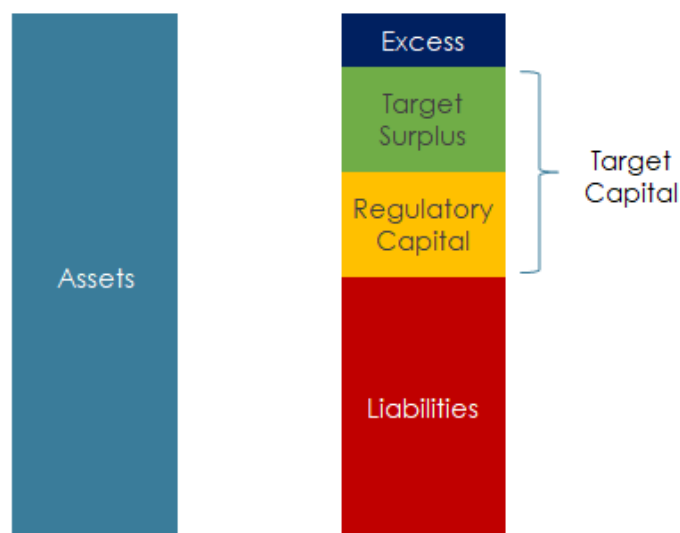 Excess
Target
Surplus
Target
Capital
Regulatory
Capital
Assets
Liabilities